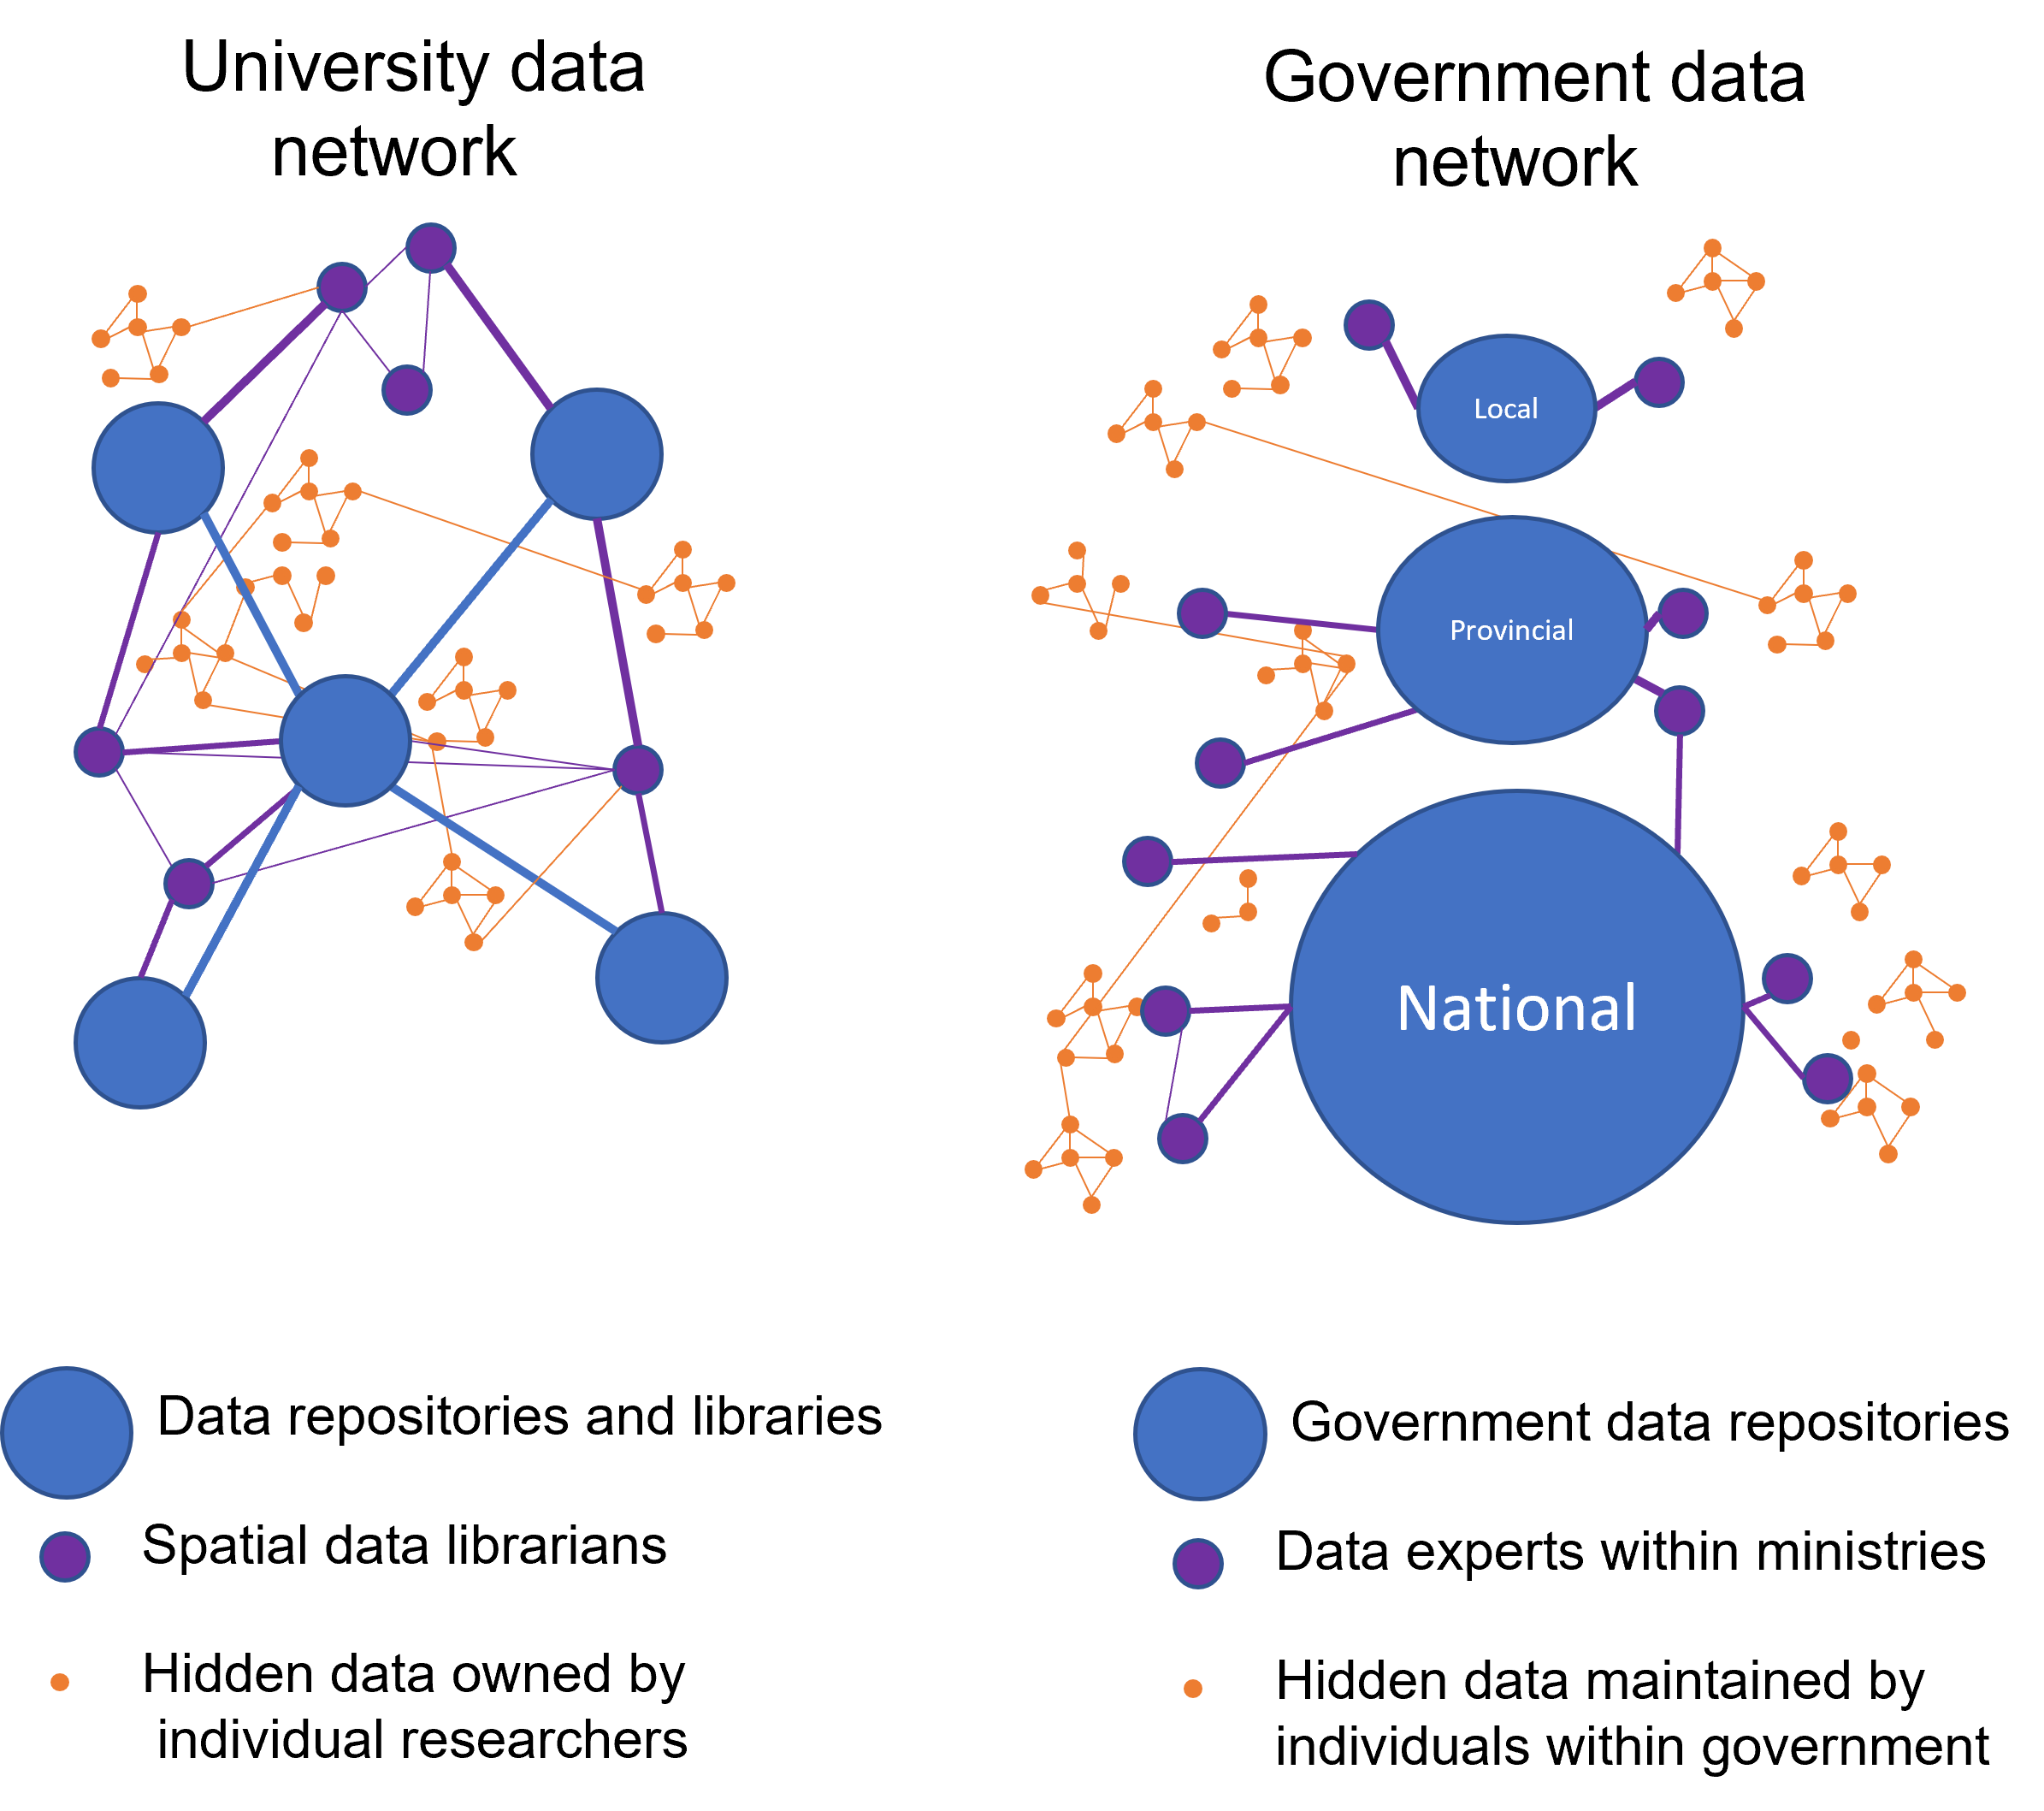 University data
network
Government data
network
Local
Provincial
National
Data repositories and libraries
Spatial data librarians
Hidden data owned by
individual researchers
Government data repositories
Data experts within ministries
Hidden data maintained by
individuals within government